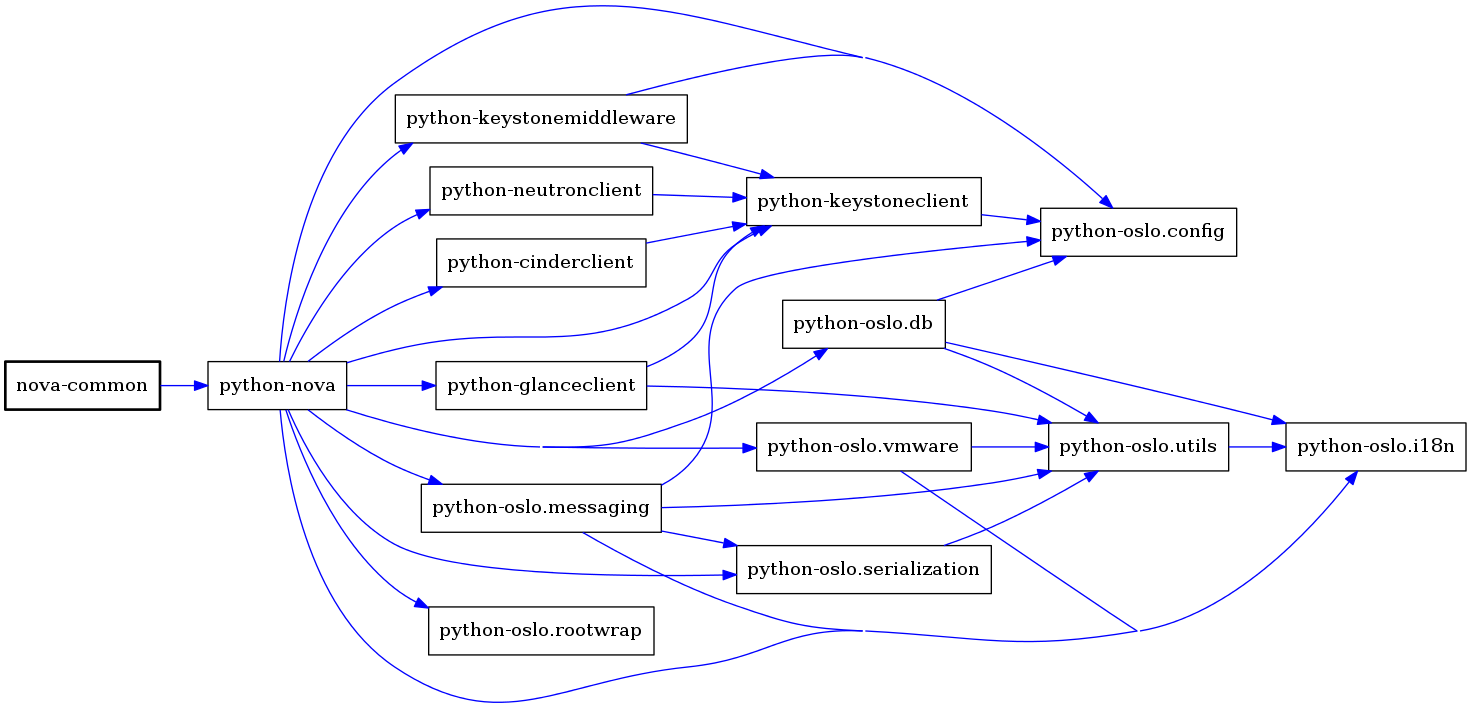 nova-common
python-nova
python-keystonemiddleware
python-neutronclient
python-cinderclient
python-glanceclient
python-oslo.messaging
python-oslo.rootwrap
python-keystoneclient
python-oslo.db
python-oslo.vmware
python-oslo.serialization
python-oslo.config
python-oslo.utils
python-oslo.i18n